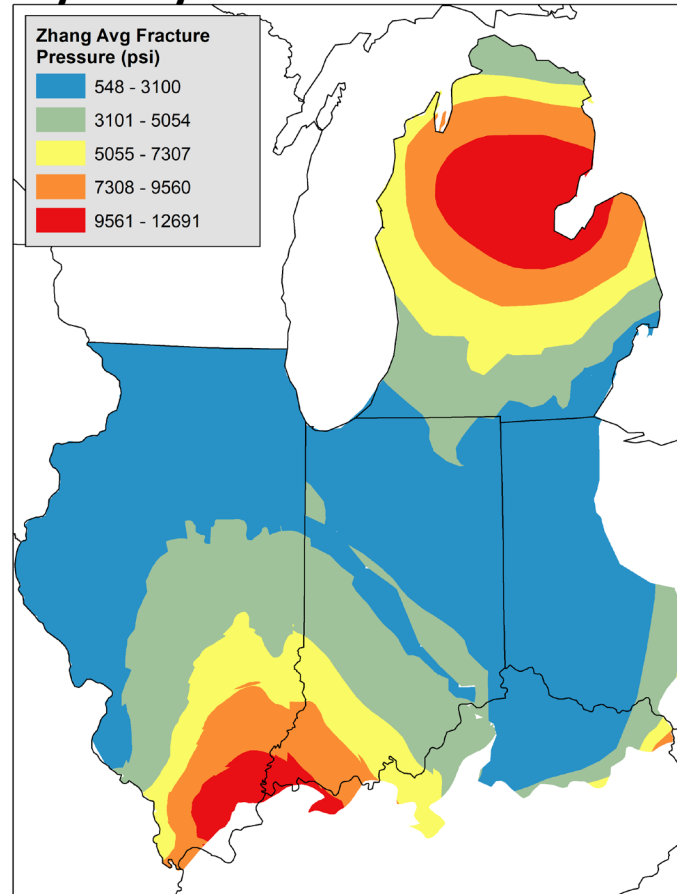 Zhang Avg Fracture
Pressure (psi)
548 - 3100
3101 - 5054
5055 - 7307
7308 - 9560
9561 - 12691